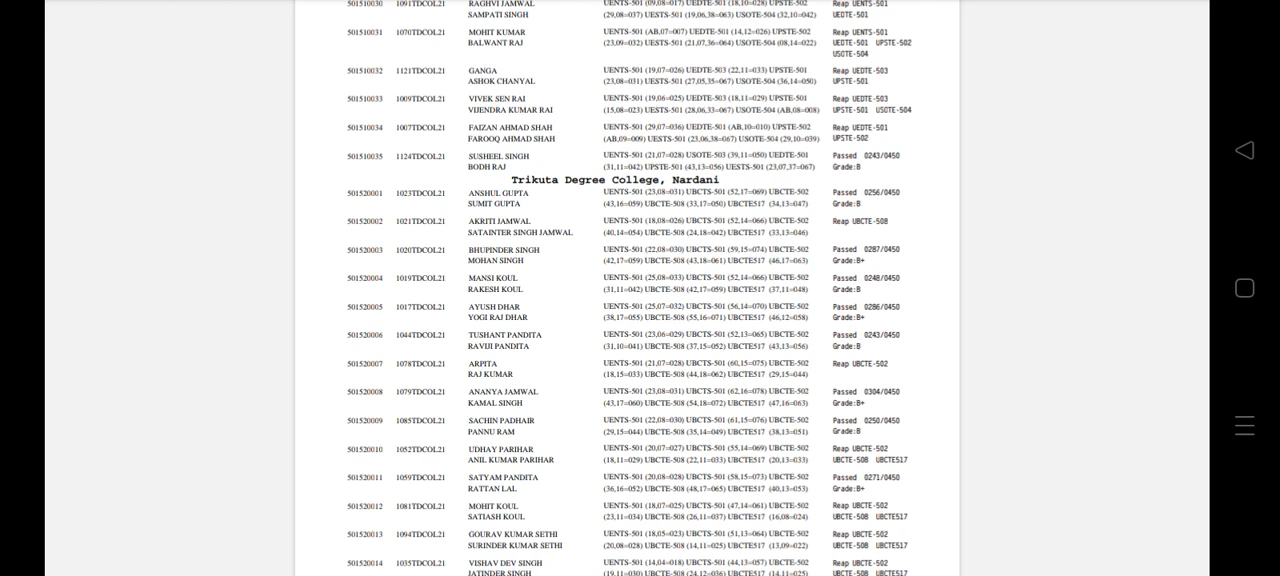 501510030 1091TDCOL21 RAGHVI JAMWAL UENTS-501 (29,08=037) UEDTE-501 (18,10=028) UPSTE-502 Reap UENTS-501
SAMPATI SINGH (29,08=037) UESTS-501 (19,06,38=063) USOTE-504 (32,10=042) UEDTE-501
501510031 1070TDCOL21 MOHIT KUMAR UENTS-501 (AB,07=007) UEDTE-501 (14,12=026) UPSTE-502 Reap UENTS-501
BALWANT RAJ (23,09=032) UESTS-501 (21,07,36=064) USOTE-504 (08,14=022) UEDTE-501 UPSTE-502
USOTE-504
501510032 1121TDCOL21 GANGA UENTS-501 (19,07=026) UEDTE-503 (22,11=033) UPSTE-501 Reap UEDTE-503
ASHOK CHANYAL (23,08=031) UESTS-501 (27,05,35=067) USOTE-504 (36,14=050) UPSTE-501
501510033 1009TDCOL21 VIVEK SEN RAI UENTS-501 (19,06=025) UEDTE-503 (18,11=029) UPSTE-501 Reap UEDTE-503
VIJENDRA KUMAR RAI (15,08=023) UESTS-501 (28,06,33=067) USOTE-504 (AB,08=008) UPSTE-501 USOTE-504
501510034 1007TDCOL21 FAIZAN AHMAD SHAH UENTS-501 (29,07=036) UEDTE-501 (AB,10=010) UPSTE-502 Reap UEDTE-501
FAROOQ AHMAD SHAH (AB,09=009) UESTS-501 (23,06,38=067) USOTE-504 (29,10=039) UPSTE-502
501510035 1124TDCOL21 SUSHEEL SINGH UENTS-501 (21,07=028) USOTE-503 (39,11=050) UEDTE-501 Passed 0243/0450
BODH RAJ (31,11=042) UPSTE-501 (43,13=056) UESTS-501 (23,07,37=067) Grade:B
Trikuta Degree College, Nardani
501520001 1023TDCOL21 ANSHUL GUPTA UENTS-501 (23,08=031) UBCTS-501 (52,17=069) UBCTE-502 Passed 0256/0450
SUMIT GUPTA (43,16=059) UBCTE-508 (33,17=050) UBCTE517 (34,13=047) Grade:B
501520002 1021TDCOL21 AKRITI JAMWAL UENTS-501 (18,08=026) UBCTS-501 (52,14=066) UBCTE-502 Reap UBCTE-508
SATAINTER SINGH JAMWAL (40,14=054) UBCTE-508 (24,18=042) UBCTE517 (33,13=046)
501520003 1020TDCOL21 BHUPINDER SINGH UENTS-501 (22,08=030) UBCTS-501 (59,15=074) UBCTE-502 Passed 0287/0450
MOHAN SINGH (42,17=059) UBCTE-508 (43,18=061) UBCTE517 (46,17=063) Grade:B+
501520004 1019TDCOL21 MANSI KOUL UENTS-501 (25,08=033) UBCTS-501 (52,14=066) UBCTE-502 Passed 0248/0450
RAKESH KOUL (31,11=042) UBCTE-508 (42,17=059) UBCTE517 (37,11=048) Grade:B
501520005 1017TDCOL21 AYUSH DHAR UENTS-501 (25,07=032) UBCTS-501 (56,14=070) UBCTE-502 Passed 0286/0450
YOGI RAJ DHAR (38,17=055) UBCTE-508 (55,16=071) UBCTE517 (46,12=058) Grade:B+
501520006 1044TDCOL21 TUSHANT PANDITA UENTS-501 (23,06=029) UBCTS-501 (52,13=065) UBCTE-502 Passed 0243/0450
RAVIJI PANDITA (31,10=041) UBCTE-508 (37,15=052) UBCTE517 (43,13=056) Grade:B
501520007 1078TDCOL21 ARPITA UENTS-501 (21,07=028) UBCTS-501 (60,15=075) UBCTE-502 Reap UBCTE-502
RAJ KUMAR (18,15=033) UBCTE-508 (44,18=062) UBCTE517 (29,15=044)
501520008 1079TDCOL21 ANANYA JAMWAL UENTS-501 (23,08=031) UBCTS-501 (62,16=078) UBCTE-502 Passed 0304/0450
KAMAL SINGH (43,17=060) UBCTE-508 (54,18=072) UBCTE517 (47,16=063) Grade:B+
501520009 1085TDCOL21 SACHIN PADHAIR UENTS-501 (22,08=030) UBCTS-501 (61,15=076) UBCTE-502 Passed 0250/0450
PANNU RAM (29,15=044) UBCTE-508 (35,14=049) UBCTE517 (38,13=051) Grade:B
501520010 1052TDCOL21 UDHAY PARIHAR UENTS-501 (20,07=027) UBCTS-501 (55,14=069) UBCTE-502 Reap UBCTE-502
ANIL KUMAR PARIHAR (18,11=029) UBCTE-508 (22,11=033) UBCTE517 (20,13=033) UBCTE-508 UBCTE517
501520011 1059TDCOL21 SATYAM PANDITA UENTS-501 (20,08=028) UBCTS-501 (58,15=073) UBCTE-502 Passed 0271/0450
RATTAN LAL (36,16=052) UBCTE-508 (48,17=065) UBCTE517 (40,13=053) Grade:B+
501520012 1081TDCOL21 MOHIT KOUL UENTS-501 (18,07=025) UBCTS-501 (47,14=061) UBCTE-502 Reap UBCTE-502
SATIASH KOUL (23,11=034) UBCTE-508 (26,11=037) UBCTE517 (16,08=024) UBCTE-508 UBCTE517
501520013 1094TDCOL21 GOURAV KUMAR SETHI UENTS-501 (18,05=023) UBCTS-501 (51,13=064) UBCTE-502 Reap UBCTE-502
SURINDER KUMAR SETHI (20,08=028) UBCTE-508 (14,11=025) UBCTE517 (13,09=022) UBCTE-508 UBCTE517
501520014 1035TDCOL21 VISHAV DEV SINGH UENTS-501 (14,04=018) UBCTS-501 (44,13=057) UBCTE-502 Reap UBCTE-502
JATINDER SINGH (19,11=030) UBCTE-508 (24,12=036) UBCTE517 (14,11=025) UBCTE-508 UBCTE517